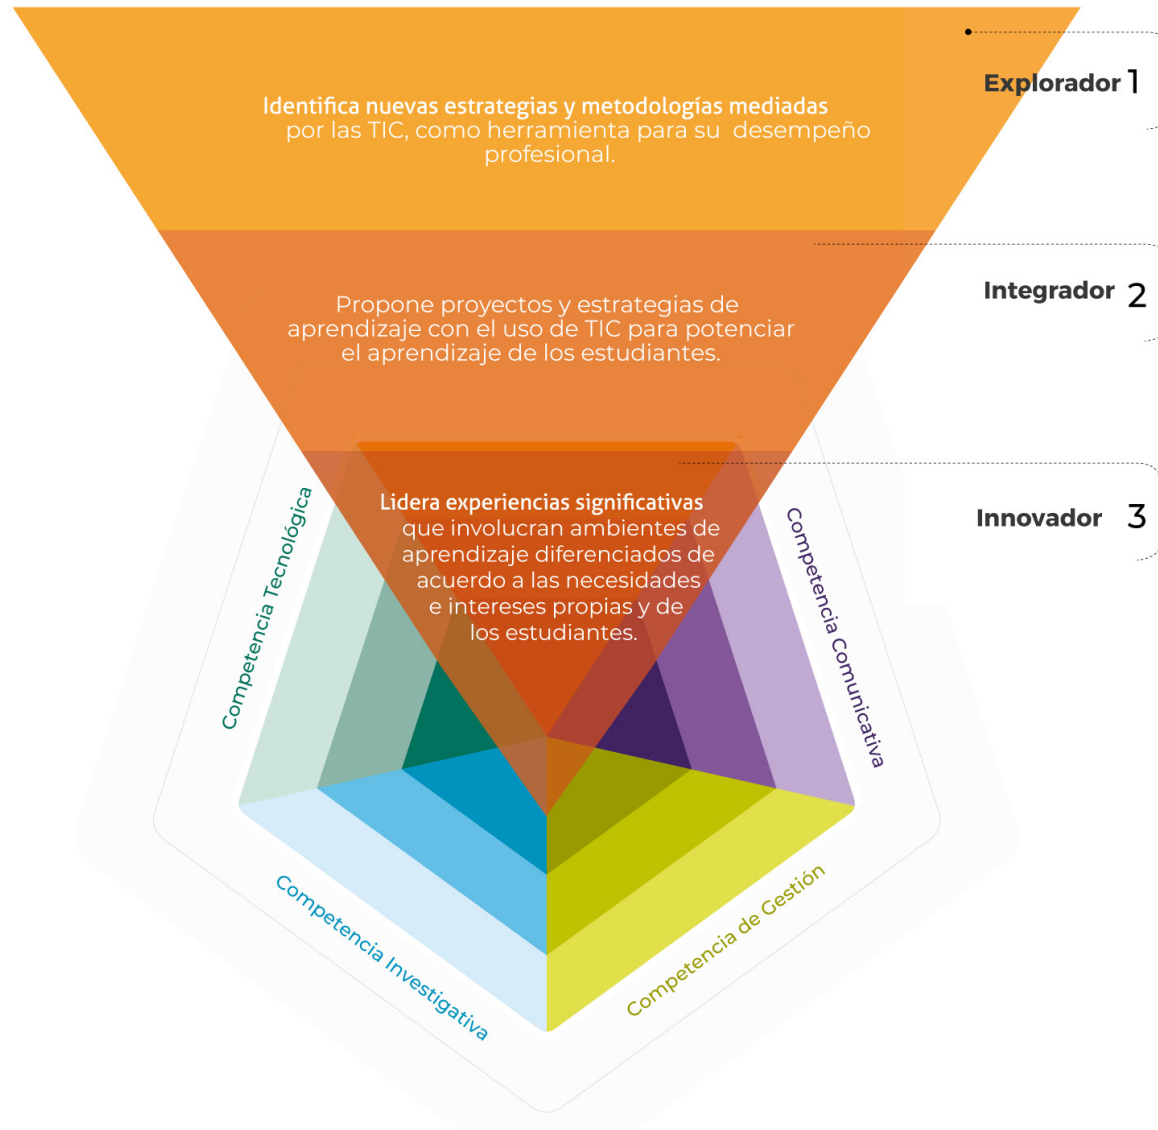 Identifica nuevas estrategias y metodologías mediadas
por las TIC, como herramienta para su desempeño
profesional.
Explorador 1
Propone proyectos y estrategias de
aprendizaje con el uso de TIC para potenciar
el aprendizaje de los estudiantes.
Integrador 2
Lidera experiencias significativas
que involucran ambientes de
aprendizaje diferenciados de
acuerdo a las necesidades
e intereses propias y de
los estudiantes.
Innovador 3
Competencia Tecnológica
Competencia Comunicativa
Competencia Investigativa
Competencia de Gestión